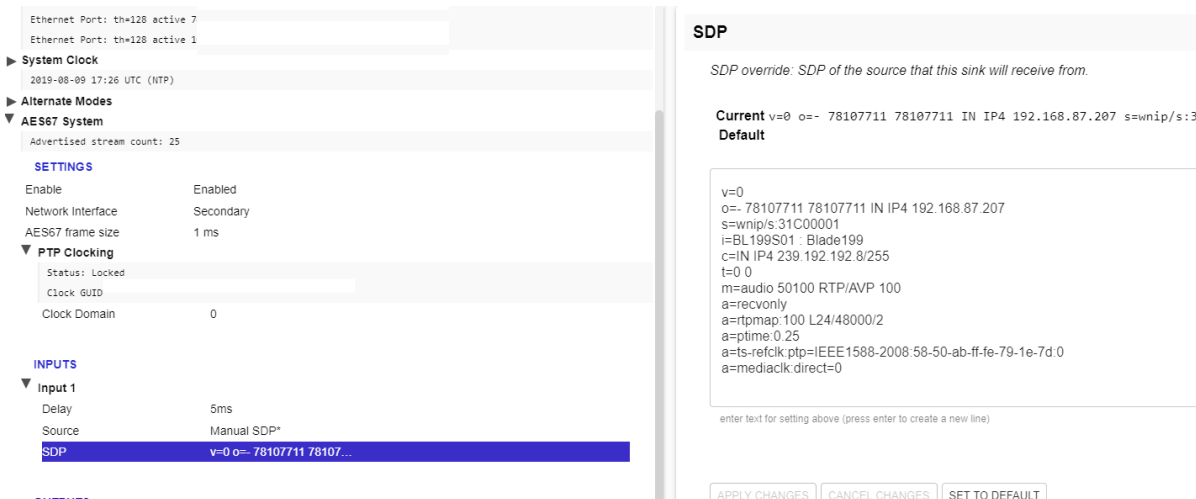 Ethernet Port: th=128 active 7
Ethernet Port: th=128 active 1
System Clock
2019-08-09 17:26 UTC (NTP)
Alternate Modes
AES67 System
Advertised stream count: 25
SETTINGS
Enable Enabled
Network Interface Secondary
AES67 frame size 1 ms
PTP Clocking
Status: Locked
Clock GUID
Clock Domain 0
INPUTS
Input 1
Delay 5ms
Source Manual SDP*
SDP v=0 o=- 78107711 78107...
SDP
SDP override: SDP of the source that this sink will receive from.
Current v=0 o=- 78107711 78107711 IN IP4 192.168.87.207 s=wnip/s:3
Default
v=0
o=- 78107711 78107711 IN IP4 192.168.87.207
s=wnip/s:31C00001
i=BL199S01 : Blade199
c=IN IP4 239.192.192.8/255
t=0 0
m=audio 50100 RTP/AVP 100
a=recvonly
a=rtpmap:100 L24/48000/2
a=ptime:0.25
a=ts-refclk:ptp=IEEE1588-2008:58-50-ab-ff-fe-79-1e-7d:0
a=mediaclk:direct=0
enter text for setting above (press enter to create a new line)
APPLY CHANGES CANCEL CHANGES SET TO DEFAULT